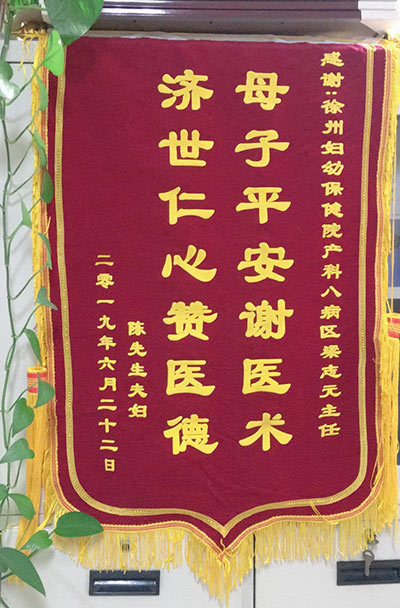 感谢:徐州妇幼保健院产科八病区梁志元主任
母子平安谢医术
济世仁心赞医德
陈先生夫妇
二零一九年六月二十二日